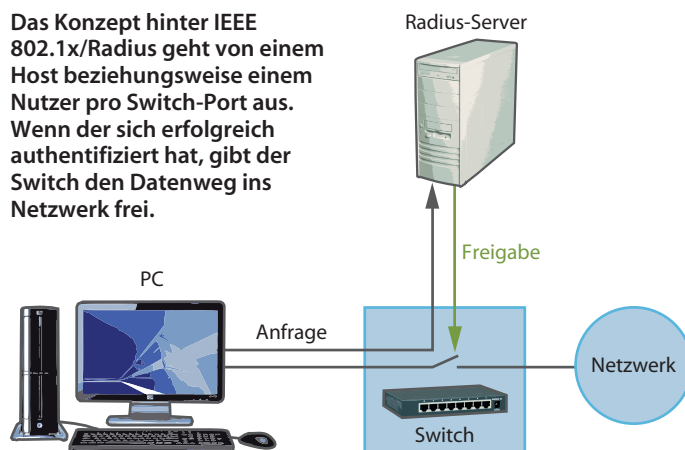 Das Konzept hinter IEEE
802.1x/Radius geht von einem
Host beziehungsweise einem
Nutzer pro Switch-Port aus.
Wenn der sich erfolgreich
authentifiziert hat, gibt der
Switch den Datenweg ins
Netzwerk frei.
Radius-Server
Freigabe
PC
Anfrage
Netzwerk
Switch